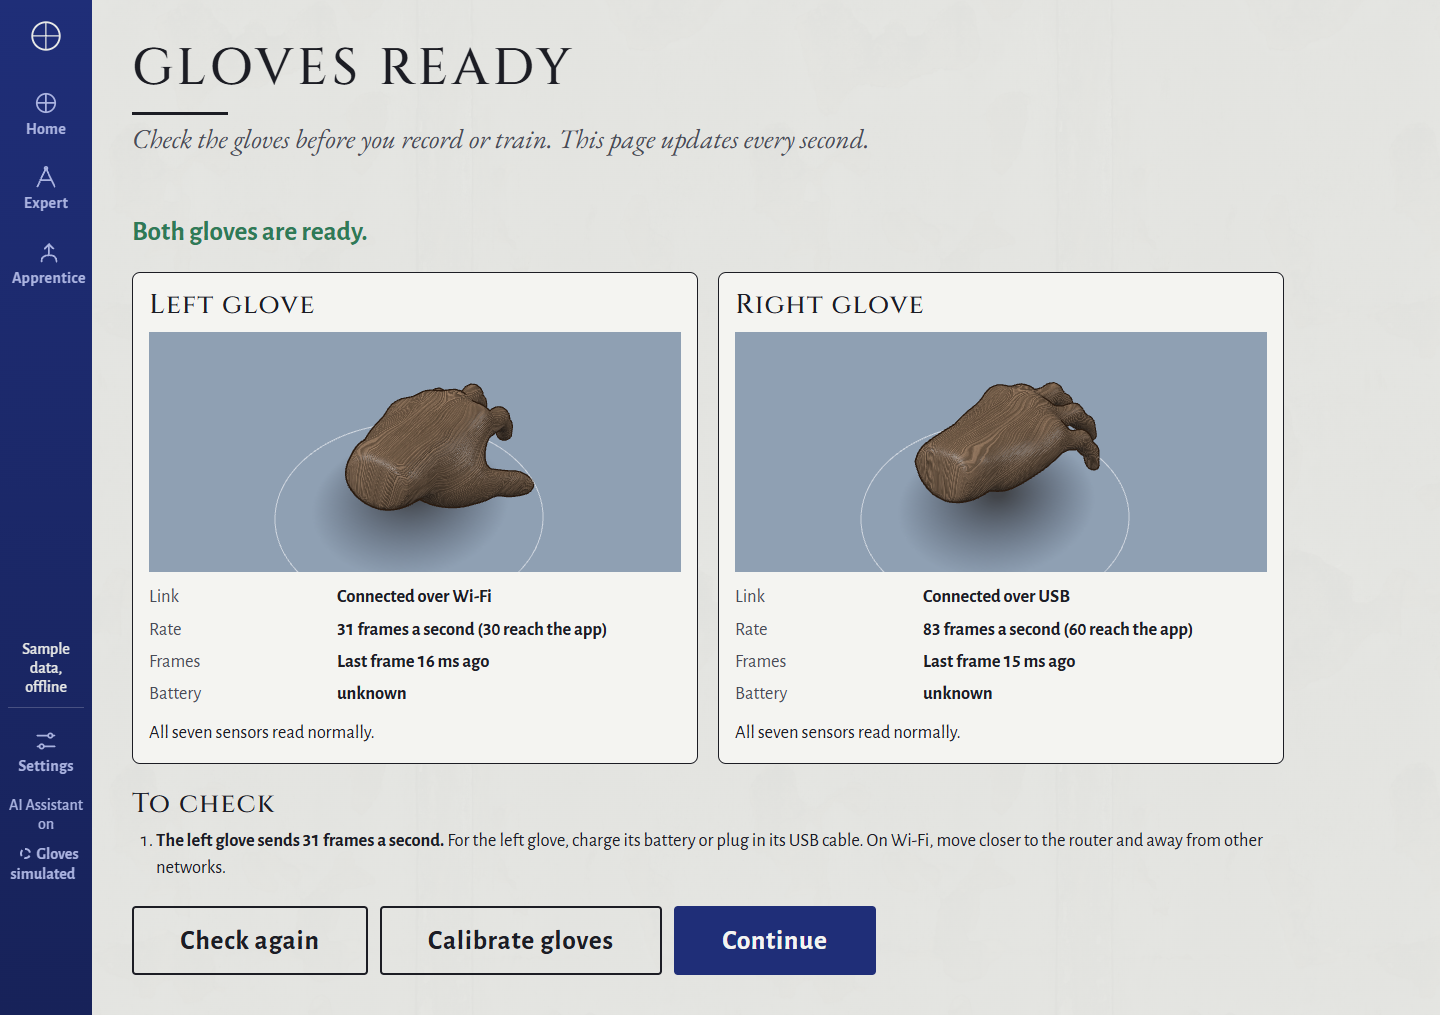 GLOVES READY
Check the gloves before you record or train. This page updates every second.
Home
Expert
Apprentice
Sample
data,
offline
Settings
AI Assistant
on
Gloves
simulated
Both gloves are ready.
LEFT GLOVE
Link Connected over Wi-Fi
Rate 31 frames a second (30 reach the app)
Frames Last frame 16 ms ago
Battery unknown
All seven sensors read normally.
RIGHT GLOVE
Link Connected over USB
Rate 83 frames a second (60 reach the app)
Frames Last frame 15 ms ago
Battery unknown
All seven sensors read normally.
TO CHECK
1. The left glove sends 31 frames a second. For the left glove, charge its battery or plug in its USB cable. On Wi-Fi, move closer to the router and away from other
networks.
Check again
Calibrate gloves
Continue